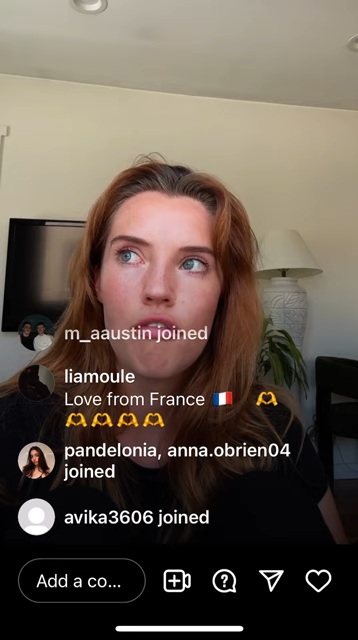 m_aaustin joined
liamoule
Love from France 🇫🇷 🫶
🫶🫶🫶🫶
pandelonia, anna.obrien04
joined
avika3606 joined
Add a co...